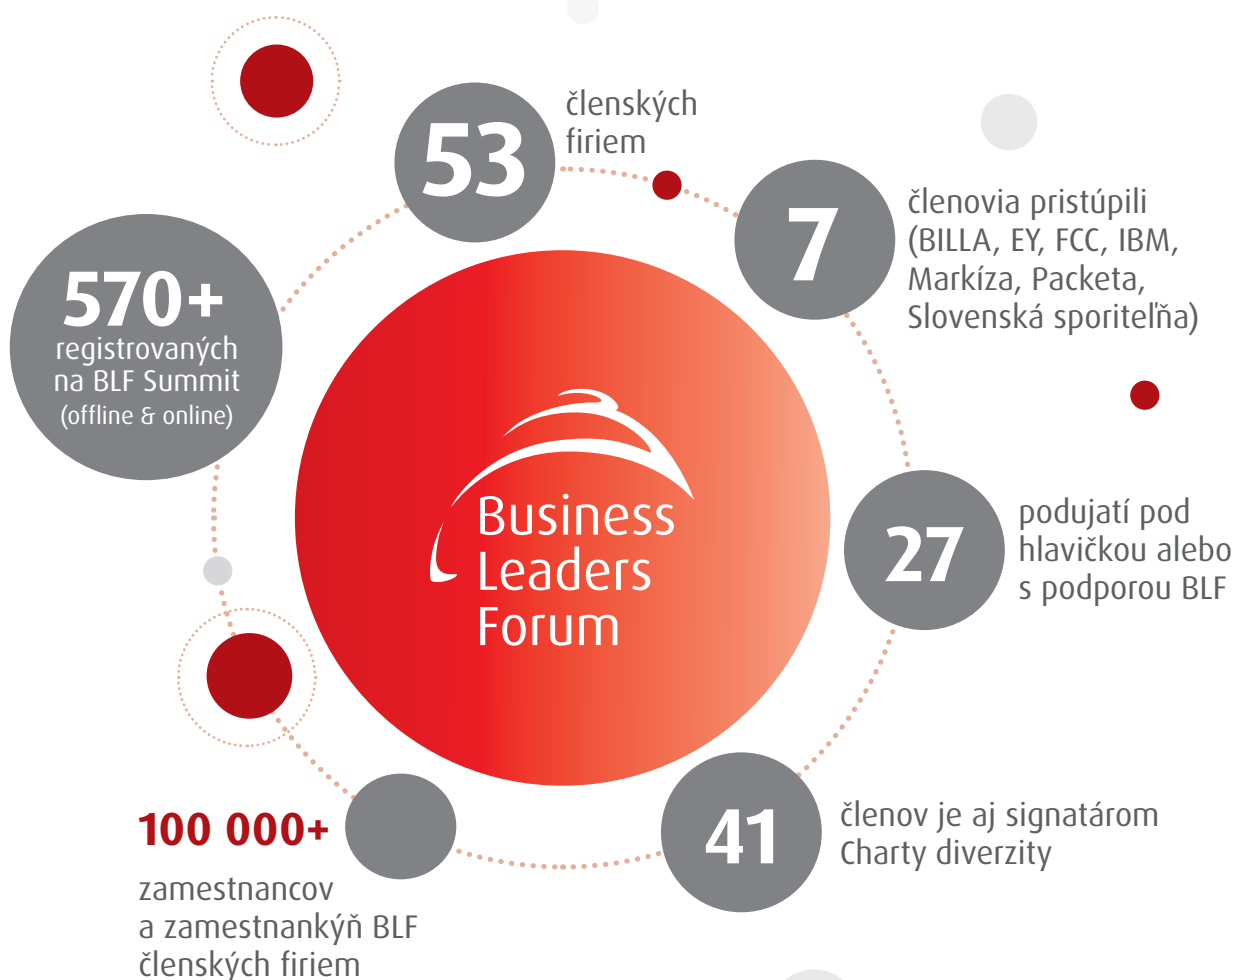 53
členských
firiem
7
členovia pristúpili
(BILLA, EY, FCC, IBM,
Markíza, Packeta,
Slovenská sporiteľňa)
570+
registrovaných
na BLF Summit
(offline & online)
Business
Leaders
Forum
27
podujatí pod
hlavičkou alebo
s podporou BLF
41
členov je aj signatárom
Charty diverzity
100 000+
zamestnancov
a zamestnankýň BLF
členských firiem